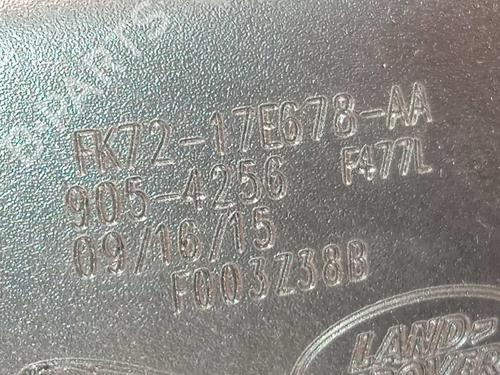 FK72-17E678-AA
905-4256 F477L
09/16/15
F003Z38B
LAND-
ROVER